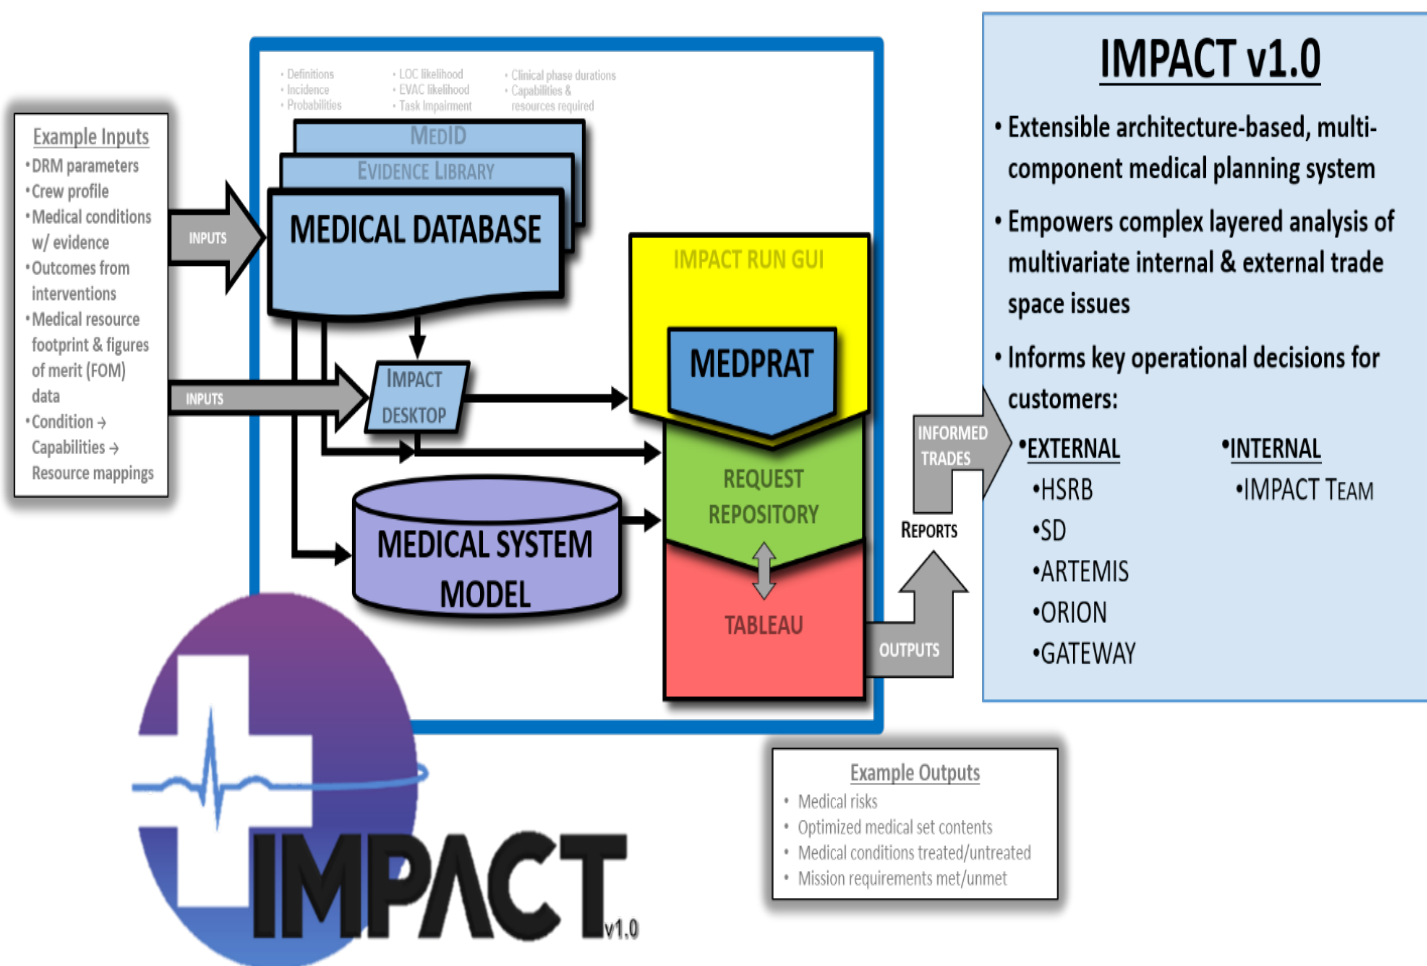 • Definitions
• Incidence
• Probabilities
• LOC likelihood
• EVAC likelihood
• Task Impairment
• Clinical phase durations
• Capabilities &
resources required
Example Inputs
• DRM parameters
• Crew profile
• Medical conditions
w/ evidence
• Outcomes from
interventions
• Medical resource
footprint & figures
of merit (FOM)
data
• Condition →
Capabilities →
Resource mappings
INPUTS
INPUTS
MEDID
EVIDENCE LIBRARY
MEDICAL DATABASE
IMPACT
DESKTOP
MEDICAL SYSTEM
MODEL
IMPACT RUN GUI
MEDPRAT
REQUEST
REPOSITORY
TABLEAU
OUTPUTS
REPORTS
INFORMED
TRADES
IMPACT v1.0
• Extensible architecture-based, multi-
component medical planning system
• Empowers complex layered analysis of
multivariate internal & external trade
space issues
• Informs key operational decisions for
customers:
• EXTERNAL
• HSRB
• SD
• ARTEMIS
• ORION
• GATEWAY
• INTERNAL
• IMPACT TEAM
Example Outputs
• Medical risks
• Optimized medical set contents
• Medical conditions treated/untreated
• Mission requirements met/unmet
IMPACT
v1.0